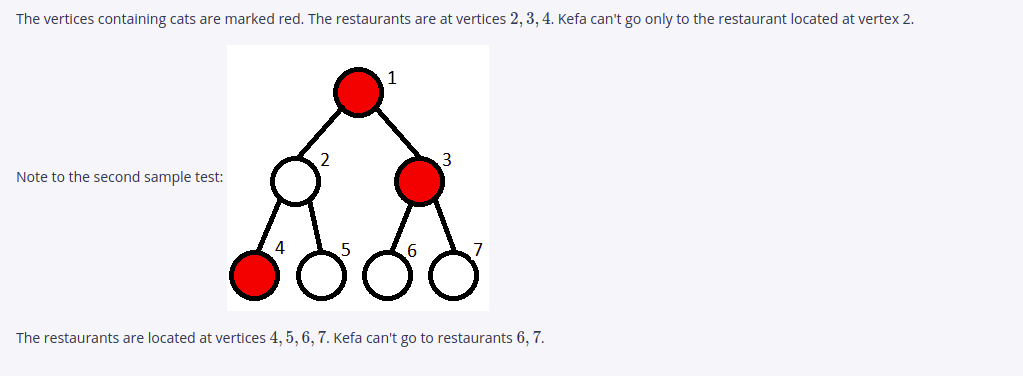 The vertices containing cats are marked red. The restaurants are at vertices 2, 3, 4. Kefa can't go only to the restaurant located at vertex 2.
1
2
3
Note to the second sample test:
4
5
6
7
The restaurants are located at vertices 4, 5, 6, 7. Kefa can't go to restaurants 6, 7.